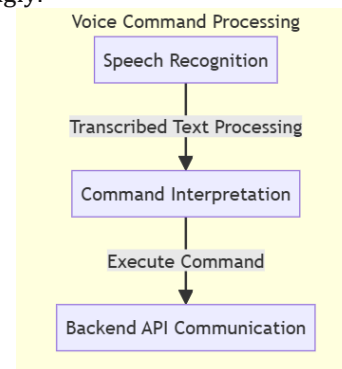 Voice Command Processing
Speech Recognition
Transcribed Text Processing
Command Interpretation
Execute Command
Backend API Communication